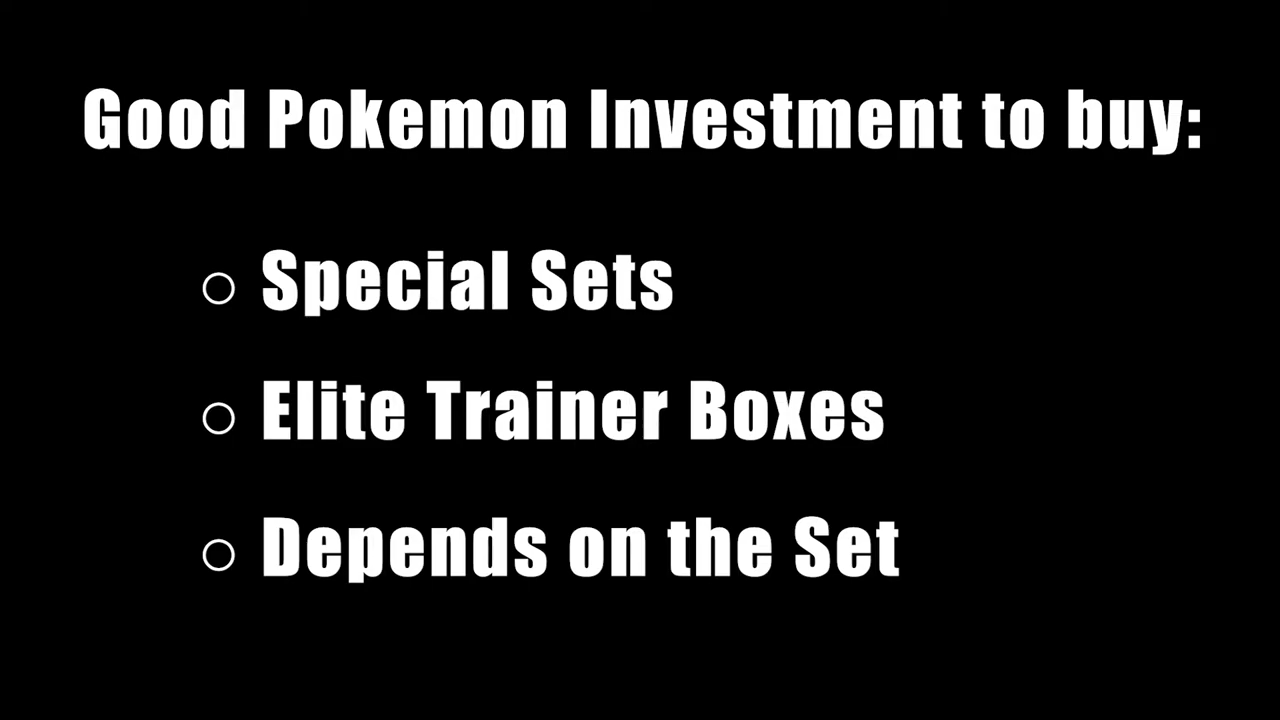 Good Pokemon Investment to buy:
Special Sets
Elite Trainer Boxes
Depends on the Set